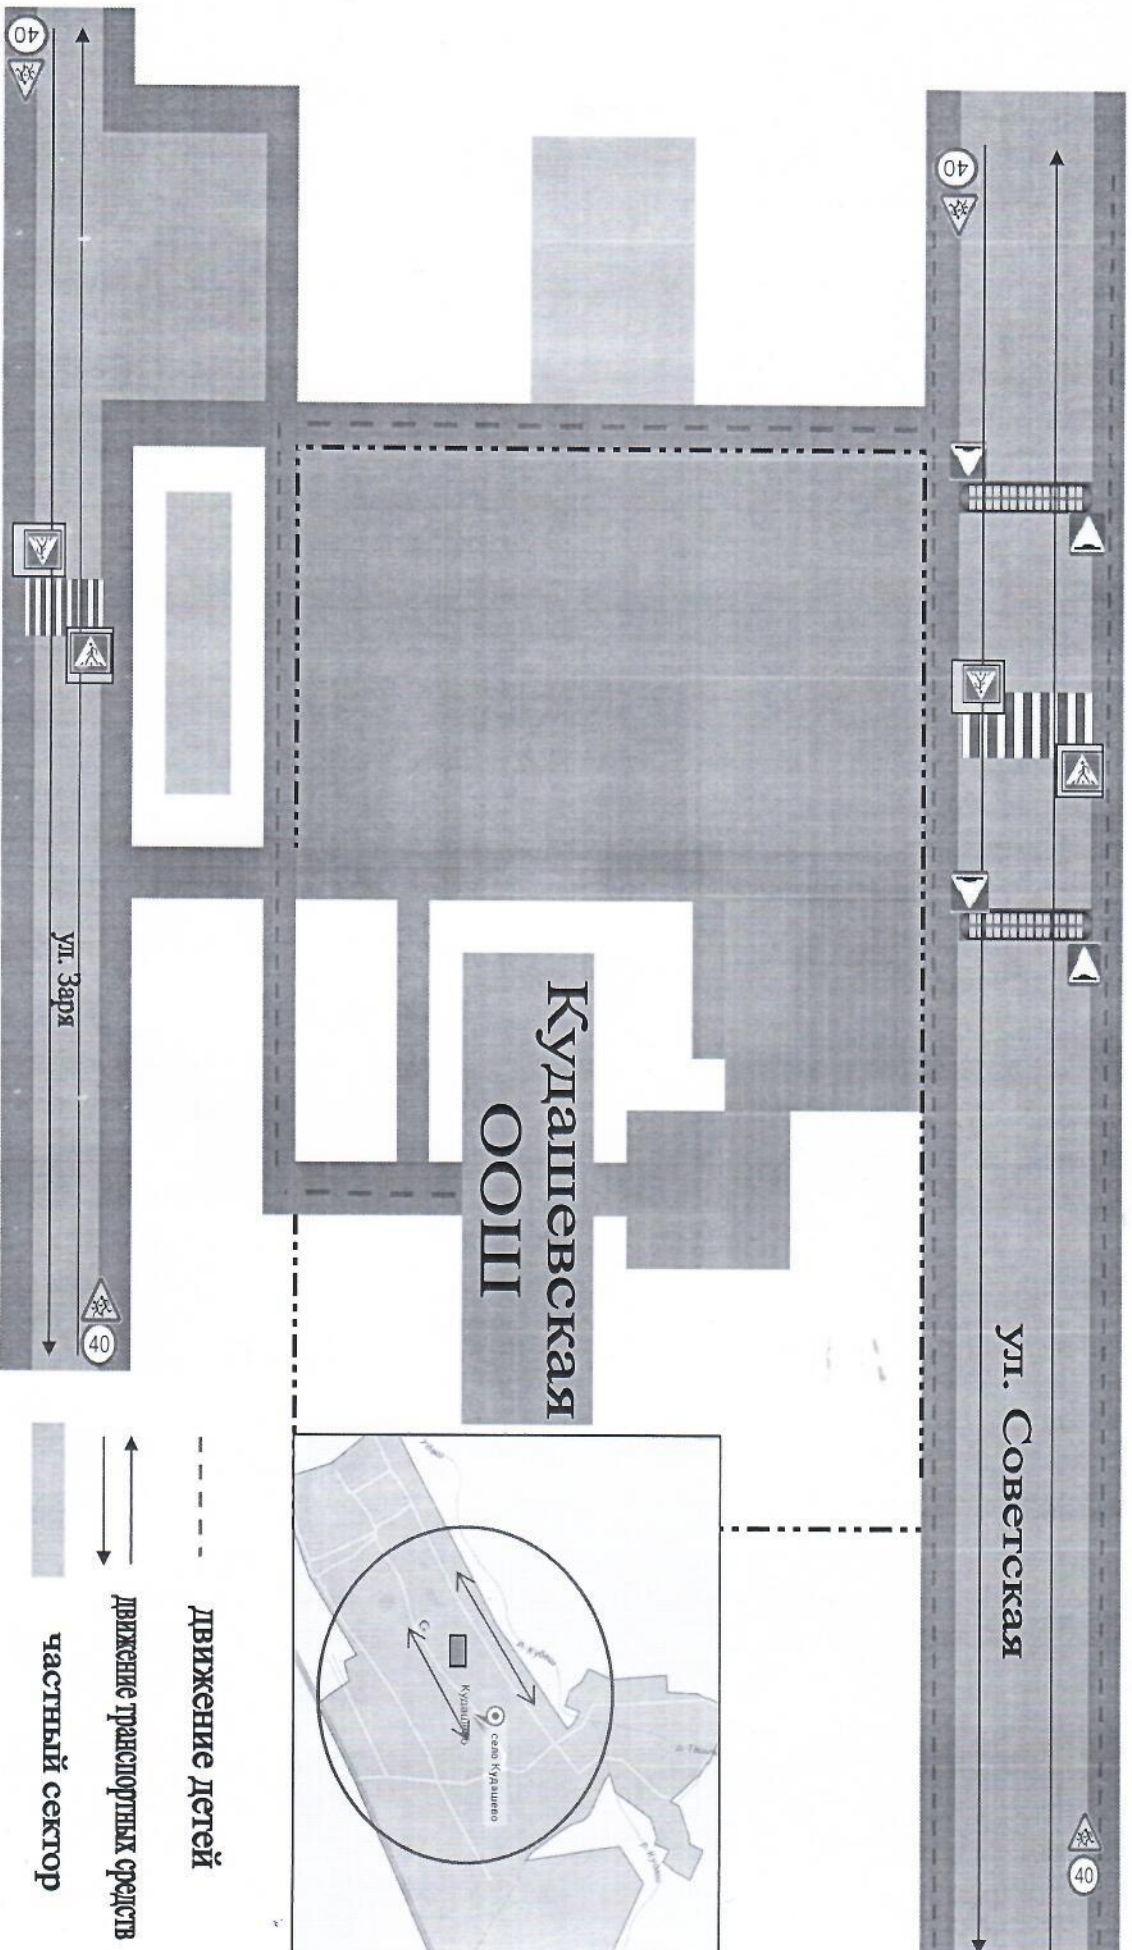 ул. Советская
40
40
Кудашевская
ООШ
село Кудашево
ул. Заря
40
40
движение детей
движение транспортных средств
частный сектор